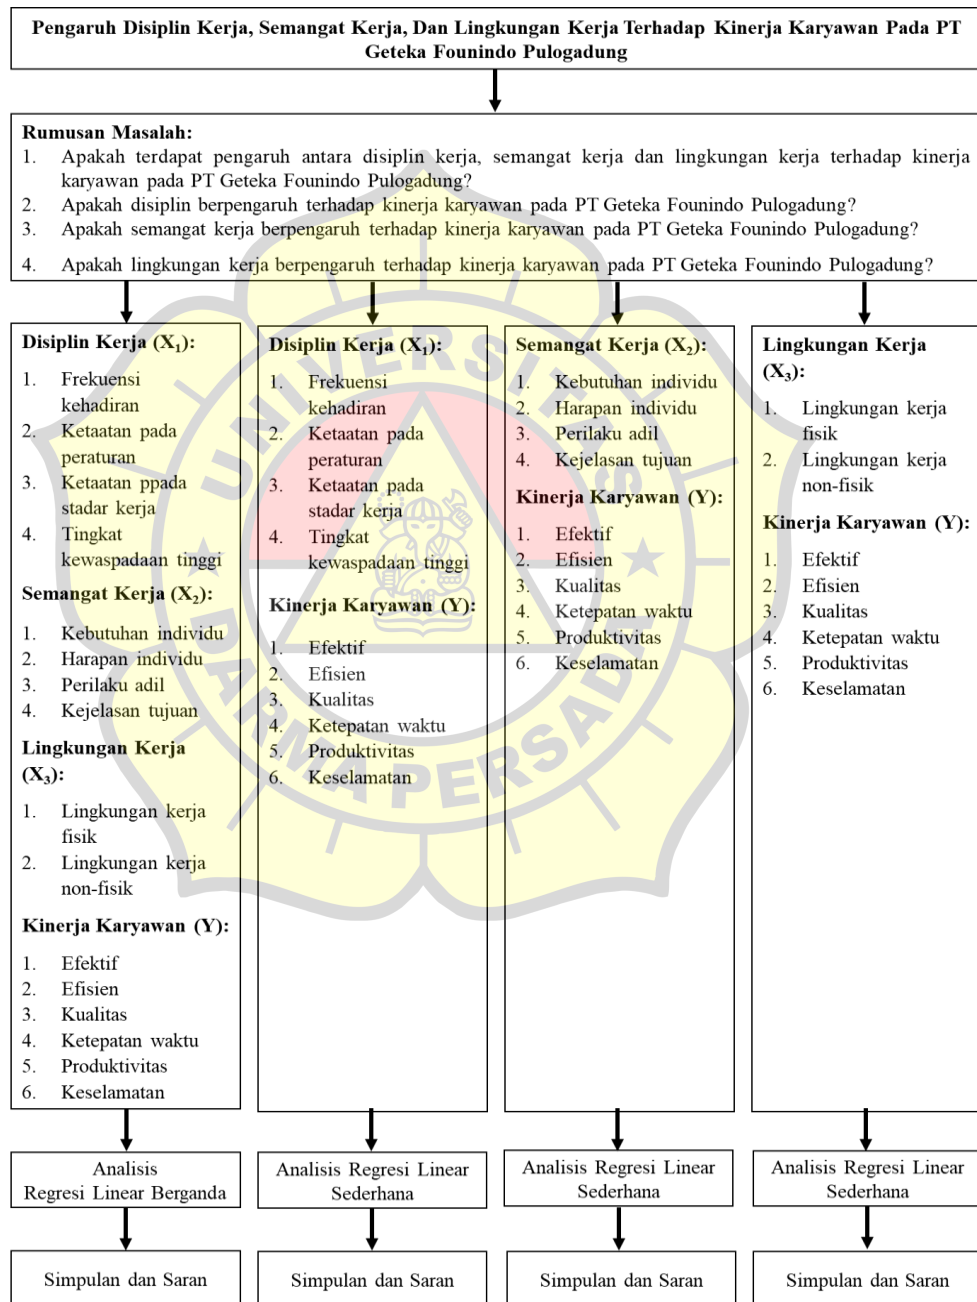 Pengaruh Disiplin Kerja, Semangat Kerja, Dan Lingkungan Kerja Terhadap Kinerja Karyawan Pada PT
Geteka Founindo Pulogadung
Rumusan Masalah:
1. Apakah terdapat pengaruh antara disiplin kerja, semangat kerja dan lingkungan kerja terhadap kinerja
karyawan pada PT Geteka Founindo Pulogadung?
2. Apakah disiplin berpengaruh terhadap kinerja karyawan pada PT Geteka Founindo Pulogadung?
3. Apakah semangat kerja berpengaruh terhadap kinerja karyawan pada PT Geteka Founindo Pulogadung?
4. Apakah lingkungan kerja berpengaruh terhadap kinerja karyawan pada PT Geteka Founindo Pulogadung?
Disiplin Kerja (X₁):
1. Frekuensi
kehadiran
2. Ketaatan pada
peraturan
3. Ketaatan ppada
stadar kerja
4. Tingkat
kewaspadaan tinggi
Semangat Kerja (X₂):
1. Kebutuhan individu
2. Harapan individu
3. Perilaku adil
4. Kejelasan tujuan
Lingkungan Kerja
(X₃):
1. Lingkungan kerja
fisik
2. Lingkungan kerja
non-fisik
Kinerja Karyawan (Y):
1. Efektif
2. Efisien
3. Kualitas
4. Ketepatan waktu
5. Produktivitas
6. Keselamatan
Analisis
Regresi Linear Berganda
Simpulan dan Saran
Disiplin Kerja (X₁):
1. Frekuensi
kehadiran
2. Ketaatan pada
peraturan
3. Ketaatan pada
stadar kerja
4. Tingkat
kewaspadaan tinggi
Kinerja Karyawan (Y):
1. Efektif
2. Efisien
3. Kualitas
4. Ketepatan waktu
5. Produktivitas
6. Keselamatan
Analisis Regresi Linear
Sederhana
Simpulan dan Saran
Semangat Kerja (X₂):
1. Kebutuhan individu
2. Harapan individu
3. Perilaku adil
4. Kejelasan tujuan
Kinerja Karyawan (Y):
1. Efektif
2. Efisien
3. Kualitas
4. Ketepatan waktu
5. Produktivitas
6. Keselamatan
Analisis Regresi Linear
Sederhana
Simpulan dan Saran
Lingkungan Kerja
(X₃):
1. Lingkungan kerja
fisik
2. Lingkungan kerja
non-fisik
Kinerja Karyawan (Y):
1. Efektif
2. Efisien
3. Kualitas
4. Ketepatan waktu
5. Produktivitas
6. Keselamatan
Analisis Regresi Linear
Sederhana
Simpulan dan Saran
UNIVERSITAS
DARMA PERSADA